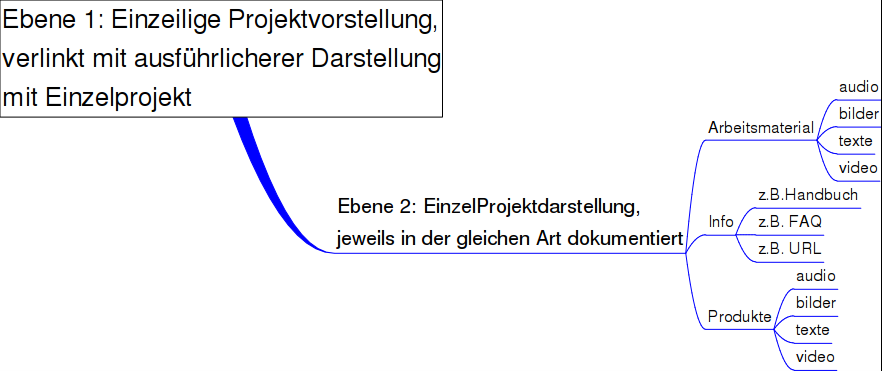 Ebene 1: Einzeilige Projektvorstellung,
verlinkt mit ausführlicherer Darstellung
mit Einzelprojekt
Ebene 2: EinzelProjektdarstellung,
jeweils in der gleichen Art dokumentiert
Arbeitsmaterial
audio
bilder
texte
video
Info
z.B.Handbuch
z.B. FAQ
z.B. URL
Produkte
audio
bilder
texte
video